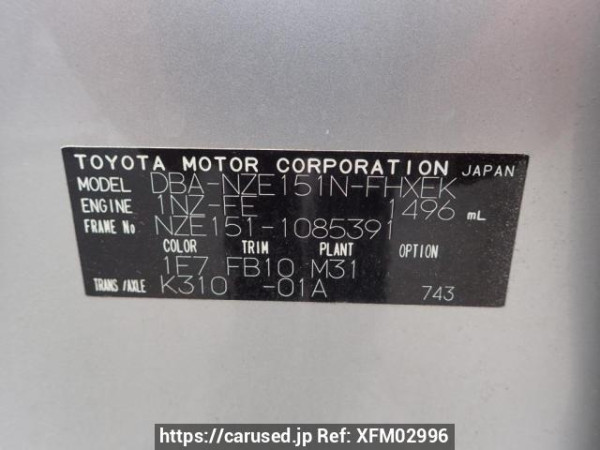 TOYOTA MOTOR CORPORATION JAPAN
MODEL DBA-NZE151N-FHXEK
ENGINE 1NZ-FE 1496 mL
FRAME No NZE151-1085391
COLOR TRIM PLANT OPTION
1E7 FB10 M31
TRANS/AXLE K310 -01A 743
https://carused.jp/ Ref. XFM02996